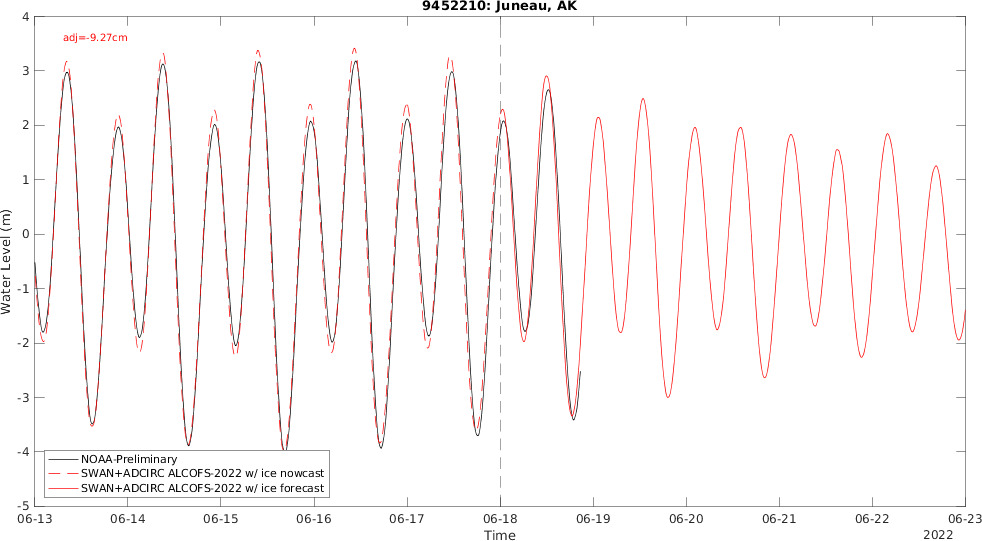 9452210: Juneau, AK
adj=-9.27cm
4
3
2
1
0
-1
-2
-3
-4
-5
Water Level (m)
NOAA-Preliminary
SWAN+ADCIRC ALCOFS-2022 w/ ice nowcast
SWAN+ADCIRC ALCOFS-2022 w/ ice forecast
06-13 06-14 06-15 06-16 06-17 06-18 06-19 06-20 06-21 06-22 06-23
Time
2022